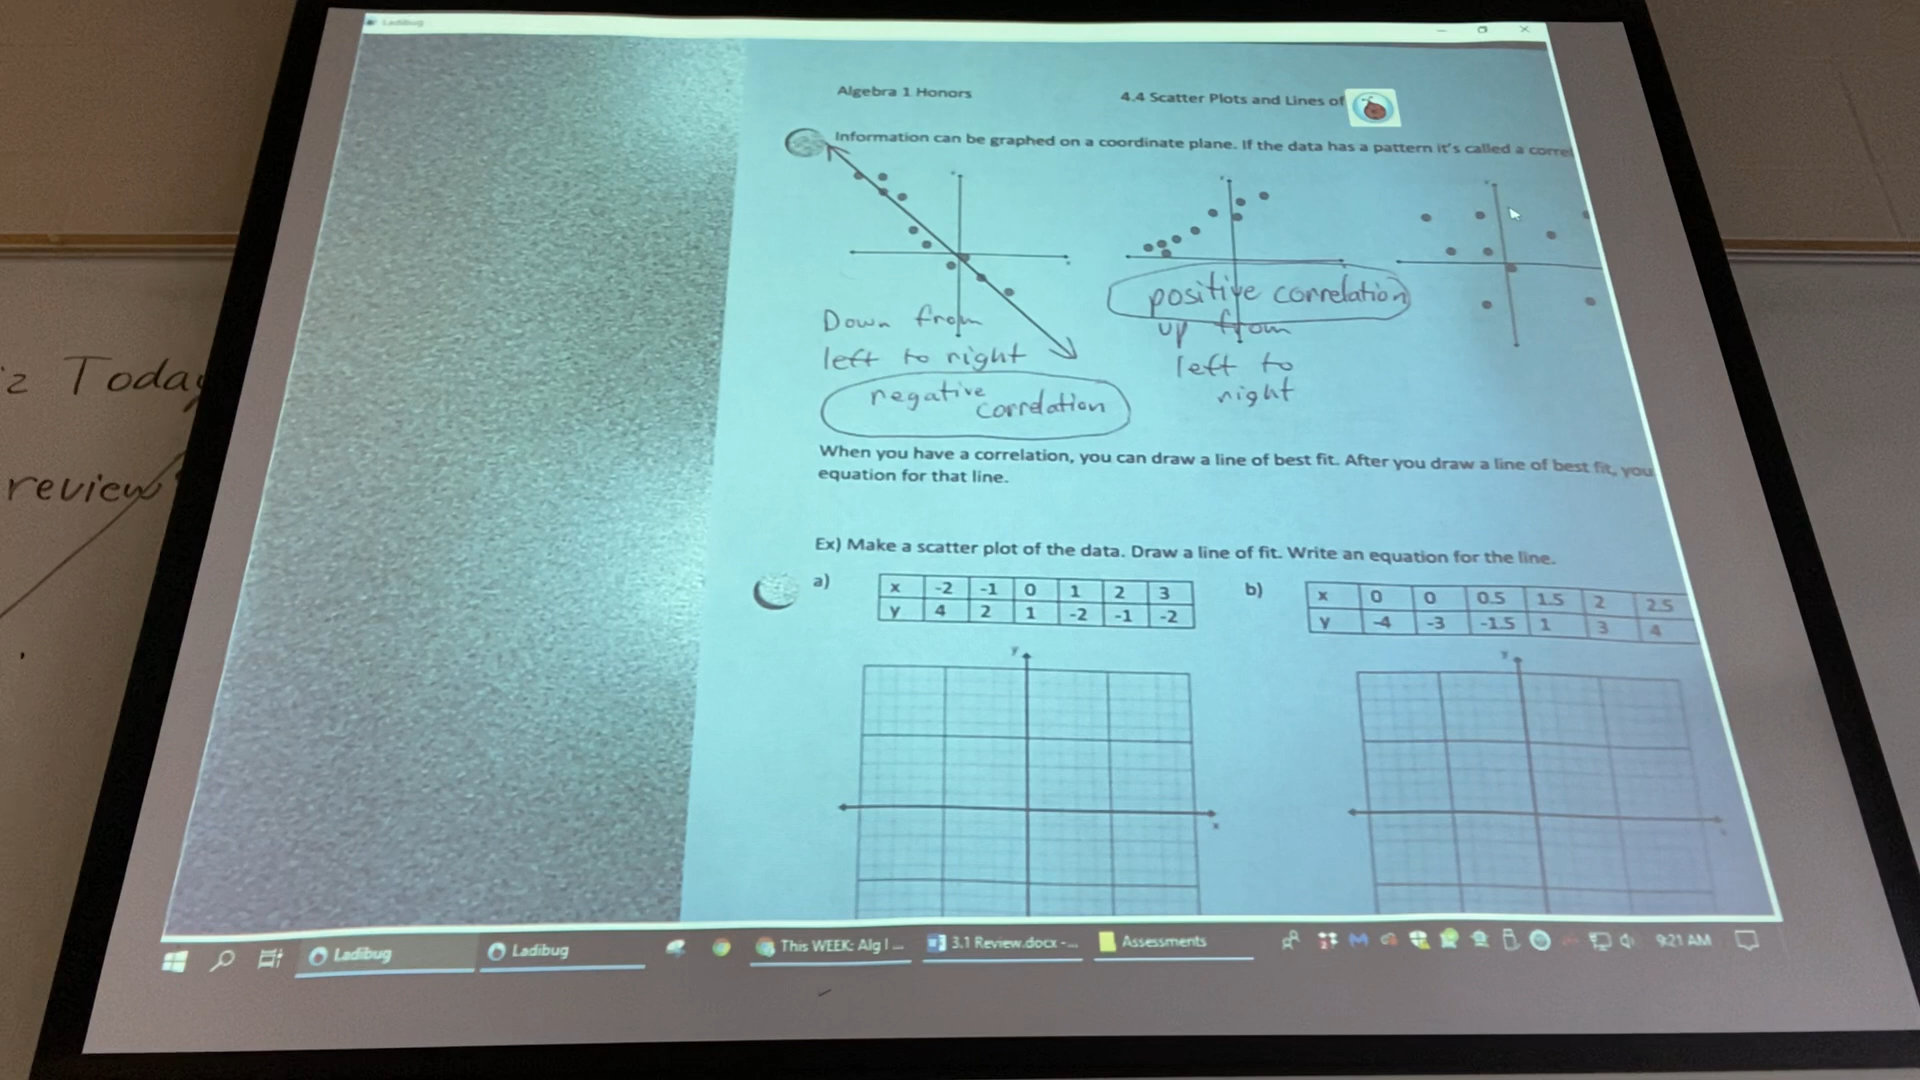 Ladibug
Algebra 1 Honors
4.4 Scatter Plots and Lines of
Information can be graphed on a coordinate plane. If the data has a pattern it's called a correl
y
y
x
x
Down from
left to right
negative
correlation
positive correlation
up from
left to
right
When you have a correlation, you can draw a line of best fit. After you draw a line of best fit, you
equation for that line.
Ex) Make a scatter plot of the data. Draw a line of fit. Write an equation for the line.
a)
x -2 -1 0 1 2 3
y 4 2 1 -2 -1 -2
b)
x 0 0 0.5 1.5 2 2.5
y -4 -3 -1.5 1 3 4
y
x
y
x
z Today
review
Ladibug
Ladibug
This WEEK: Alg I ...
3.1 Review.docx -...
Assessments
9:21 AM